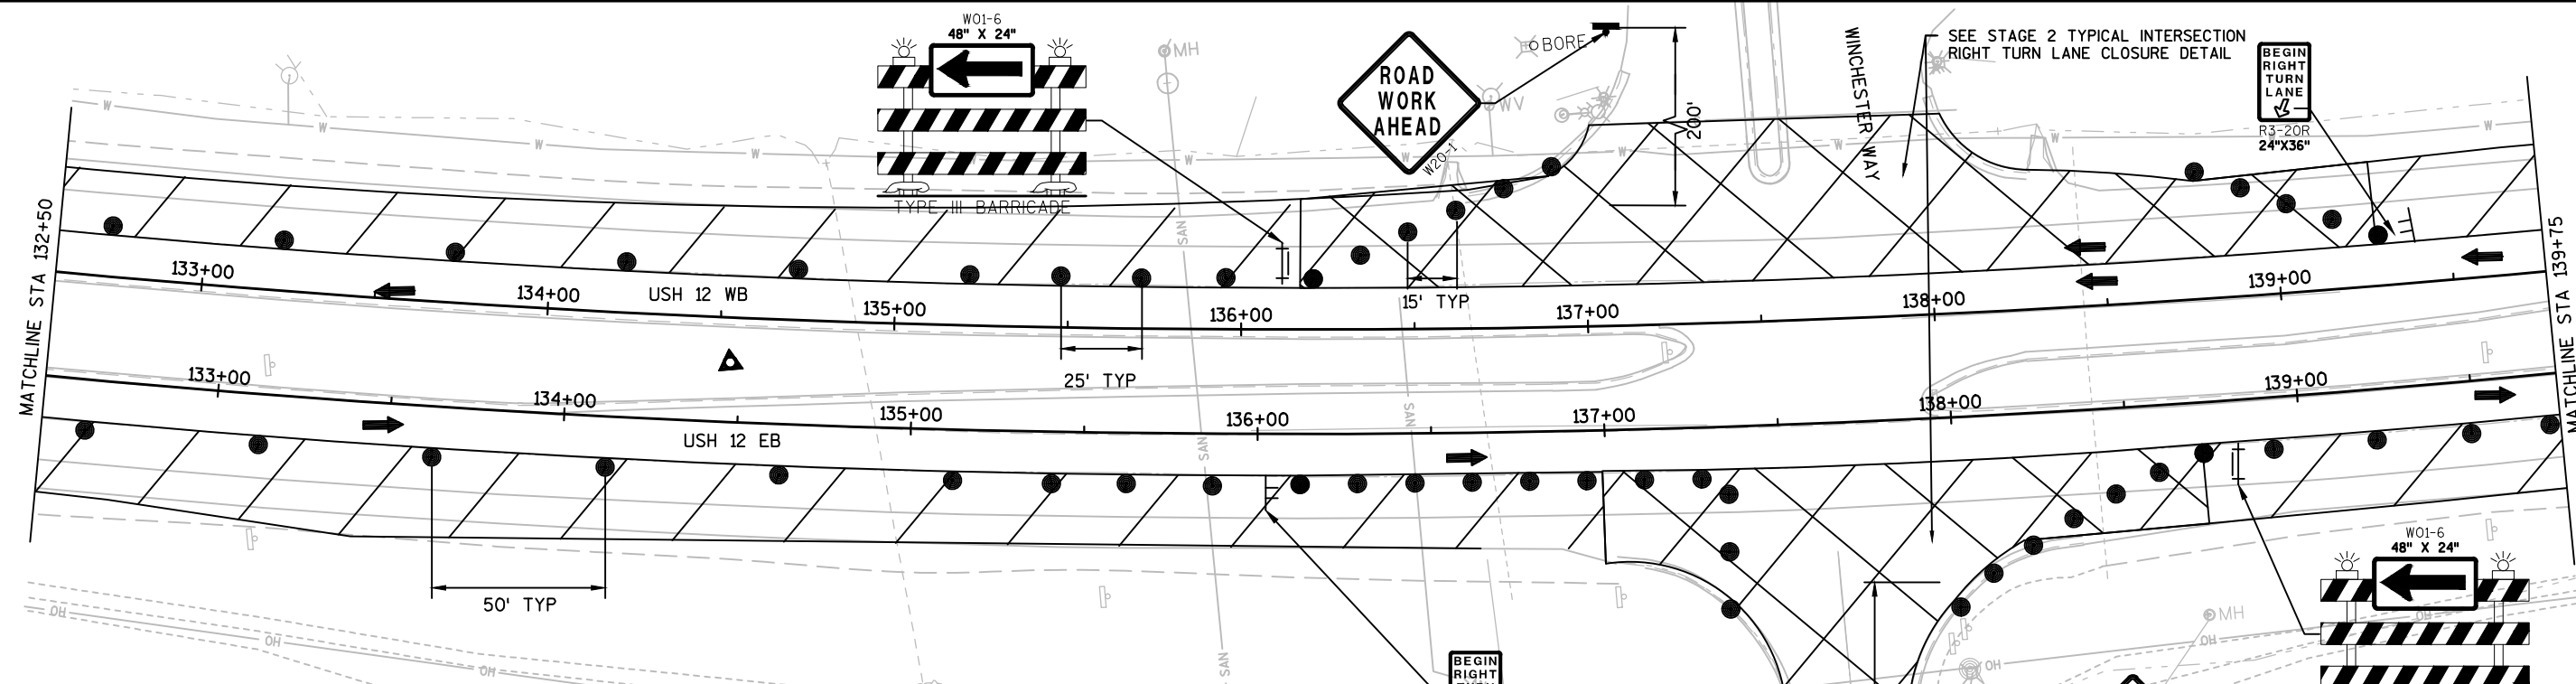 WO1-6
48" X 24"
TYPE III BARRICADE
MH
ROAD
WORK
AHEAD
W20-1
BORE
WV
200'
WINCHESTER WAY
SEE STAGE 2 TYPICAL INTERSECTION
RIGHT TURN LANE CLOSURE DETAIL
BEGIN
RIGHT
TURN
LANE
R3-20R
24"X36"
W
W
W
W
W
W
W
W
W
W
MATCHLINE STA 132+50
MATCHLINE STA 139+75
133+00
134+00
USH 12 WB
135+00
136+00
15' TYP
137+00
138+00
139+00
SAN
25' TYP
133+00
134+00
USH 12 EB
135+00
136+00
137+00
138+00
139+00
SAN
SAN
SAN
50' TYP
OH
OH
OH
BEGIN
RIGHT
WO1-6
48" X 24"
MH
OH
OH
OH